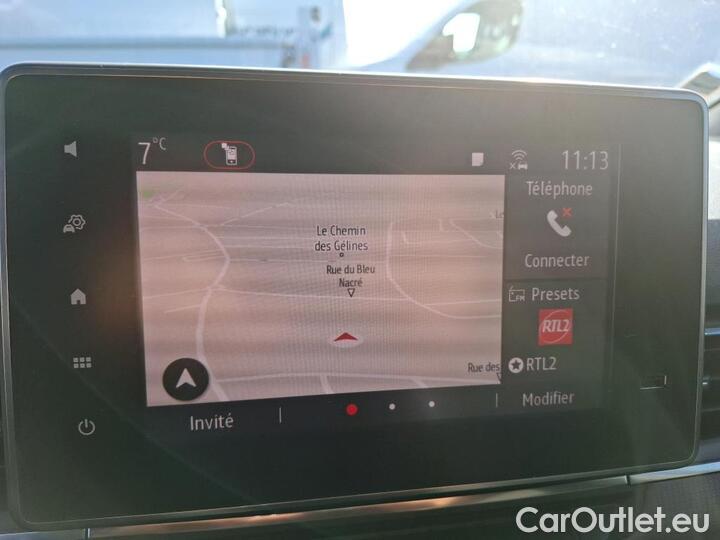 7°C
11:13
Téléphone
Connecter
Le Chemin
des Gélines
Rue du Bleu
Nacré
Rue des
FM Presets
RTL2
RTL2
Invité
Modifier
CarOutlet.eu